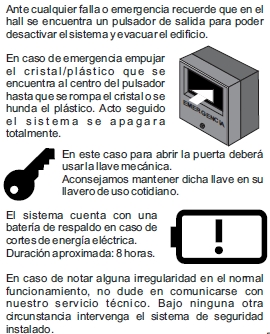 Ante cualquier falla o emergencia recuerde que en el
hall se encuentra un pulsador de salida para poder
desactivar el sistema y evacuar el edificio.
En caso de emergencia empujar
el cristal/plástico que se
encuentra al centro del pulsador
hasta que se rompa el cristal o se
hunda el plástico. Acto seguido
el sistema se apagara
totalmente.
EMERGENCIA
En este caso para abrir la puerta deberá
usar la llave mecánica.
Aconsejamos mantener dicha llave en su
llavero de uso cotidiano.
El sistema cuenta con una
batería de respaldo en caso de
cortes de energía eléctrica.
Duración aproximada: 8 horas.
!
En caso de notar alguna irregularidad en el normal
funcionamiento, no dude en comunicarse con
nuestro servicio técnico. Bajo ninguna otra
circunstancia intervenga el sistema de seguridad
instalado.